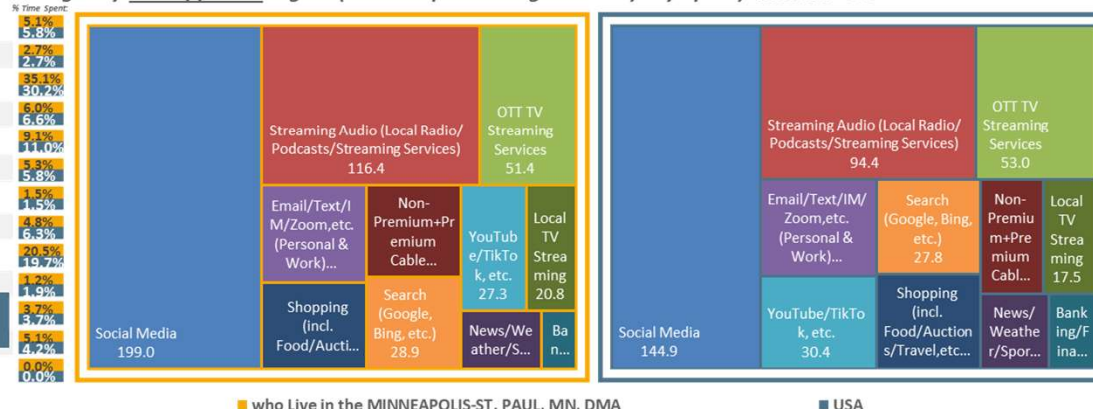 % Time Spent:
5.1%
5.8%
2.7%
2.7%
35.1%
30.2%
6.0%
6.6%
9.1%
11.0%
5.3%
5.8%
1.5%
1.5%
4.8%
6.3%
20.5%
19.7%
1.2%
1.9%
3.7%
3.7%
5.1%
4.2%
0.0%
0.0%
Social Media
199.0
Streaming Audio (Local Radio/
Podcasts/Streaming Services)
116.4
OTT TV
Streaming
Services
51.4
Email/Text/I
M/Zoom,etc.
(Personal &
Work)...
Non-
Premium+Pr
emium
Cable...
YouTub
e/TikTo
k, etc.
27.3
Local
TV
Strea
ming
20.8
Shopping
(incl.
Food/Aucti...
Search
(Google,
Bing, etc.)
28.9
News/We
ather/S...
Ba
n...
Social Media
144.9
Streaming Audio (Local Radio/
Podcasts/Streaming Services)
94.4
OTT TV
Streaming
Services
53.0
Email/Text/IM/
Zoom,etc.
(Personal &
Work)...
Search
(Google, Bing,
etc.)
27.8
Non-
Premiu
m+Pre
mium
Cabl...
Local
TV
Strea
ming
17.5
YouTube/TikTo
k, etc.
30.4
Shopping
(incl.
Food/Auction
s/Travel,etc...
News/
Weathe
r/Spor...
Bank
ing/F
ina...
who Live in the MINNEAPOLIS-ST. PAUL, MN, DMA
USA